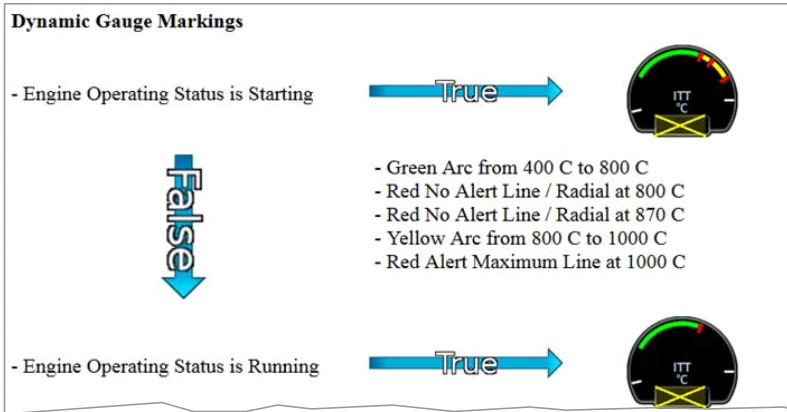 Dynamic Gauge Markings
- Engine Operating Status is Starting
True
ITT
°C
False
- Green Arc from 400 C to 800 C
- Red No Alert Line / Radial at 800 C
- Red No Alert Line / Radial at 870 C
- Yellow Arc from 800 C to 1000 C
- Red Alert Maximum Line at 1000 C
- Engine Operating Status is Running
True
ITT
°C